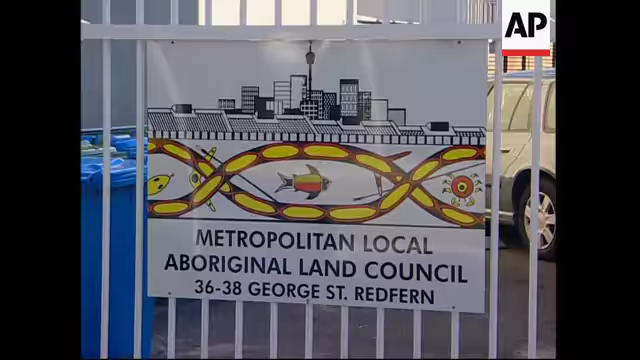 AP
METROPOLITAN LOCAL
ABORIGINAL LAND COUNCIL
36-38 GEORGE ST. REDFERN